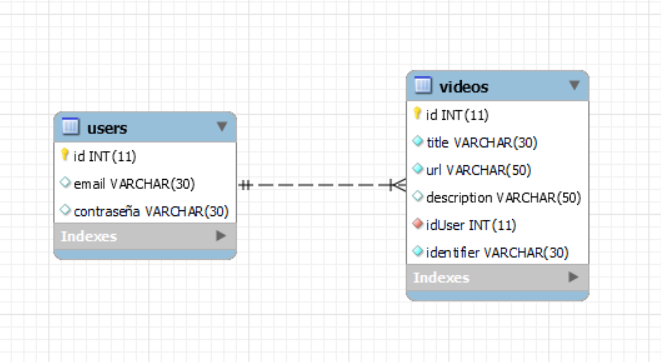 users
id INT(11)
email VARCHAR(30)
contraseña VARCHAR(30)
Indexes
videos
id INT(11)
title VARCHAR(30)
url VARCHAR(50)
description VARCHAR(50)
idUser INT(11)
identifier VARCHAR(30)
Indexes